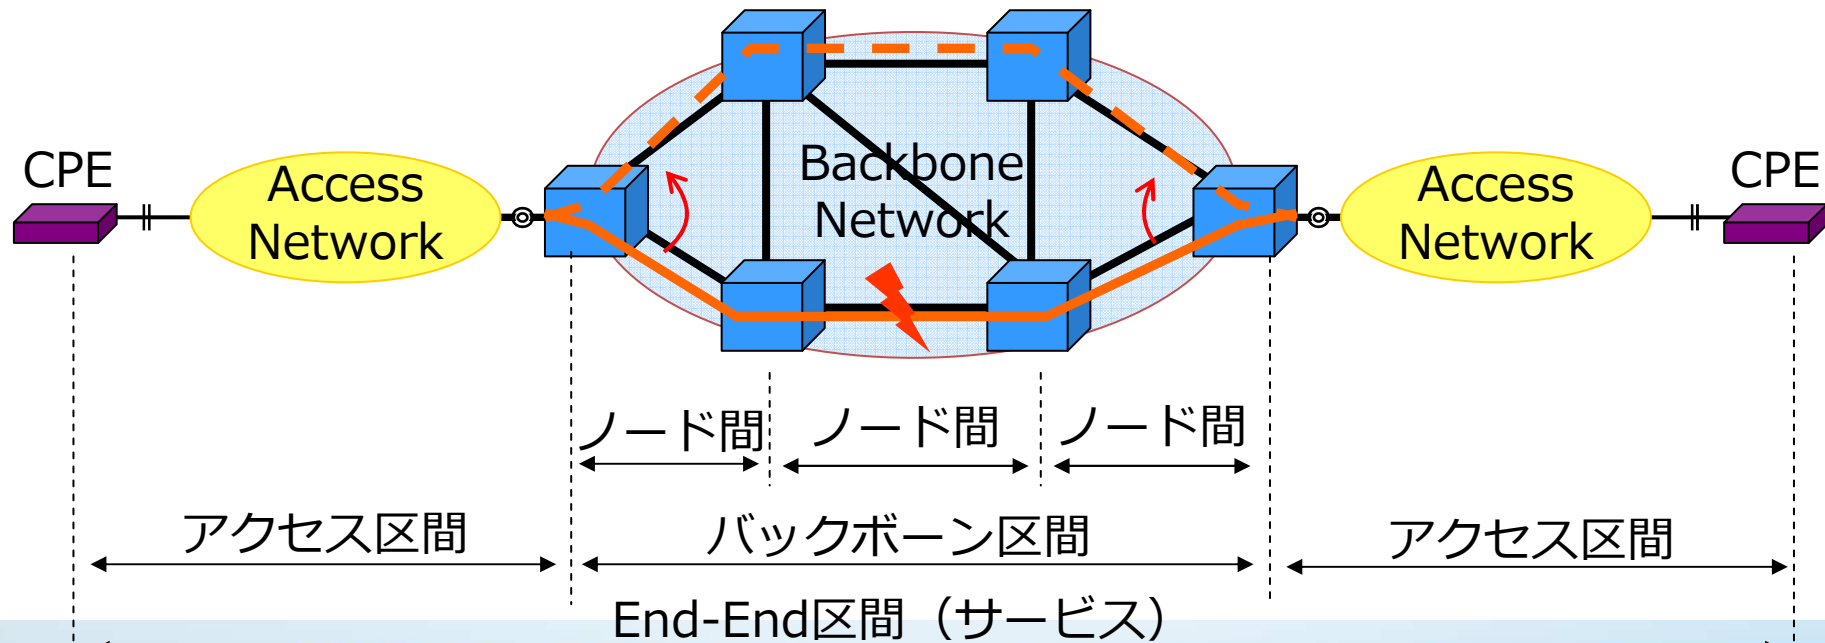 CPE
Access
Network
Backbone
Network
Access
Network
CPE
ノード間
ノード間
ノード間
アクセス区間
バックボーン区間
アクセス区間
End-End区間（サービス）